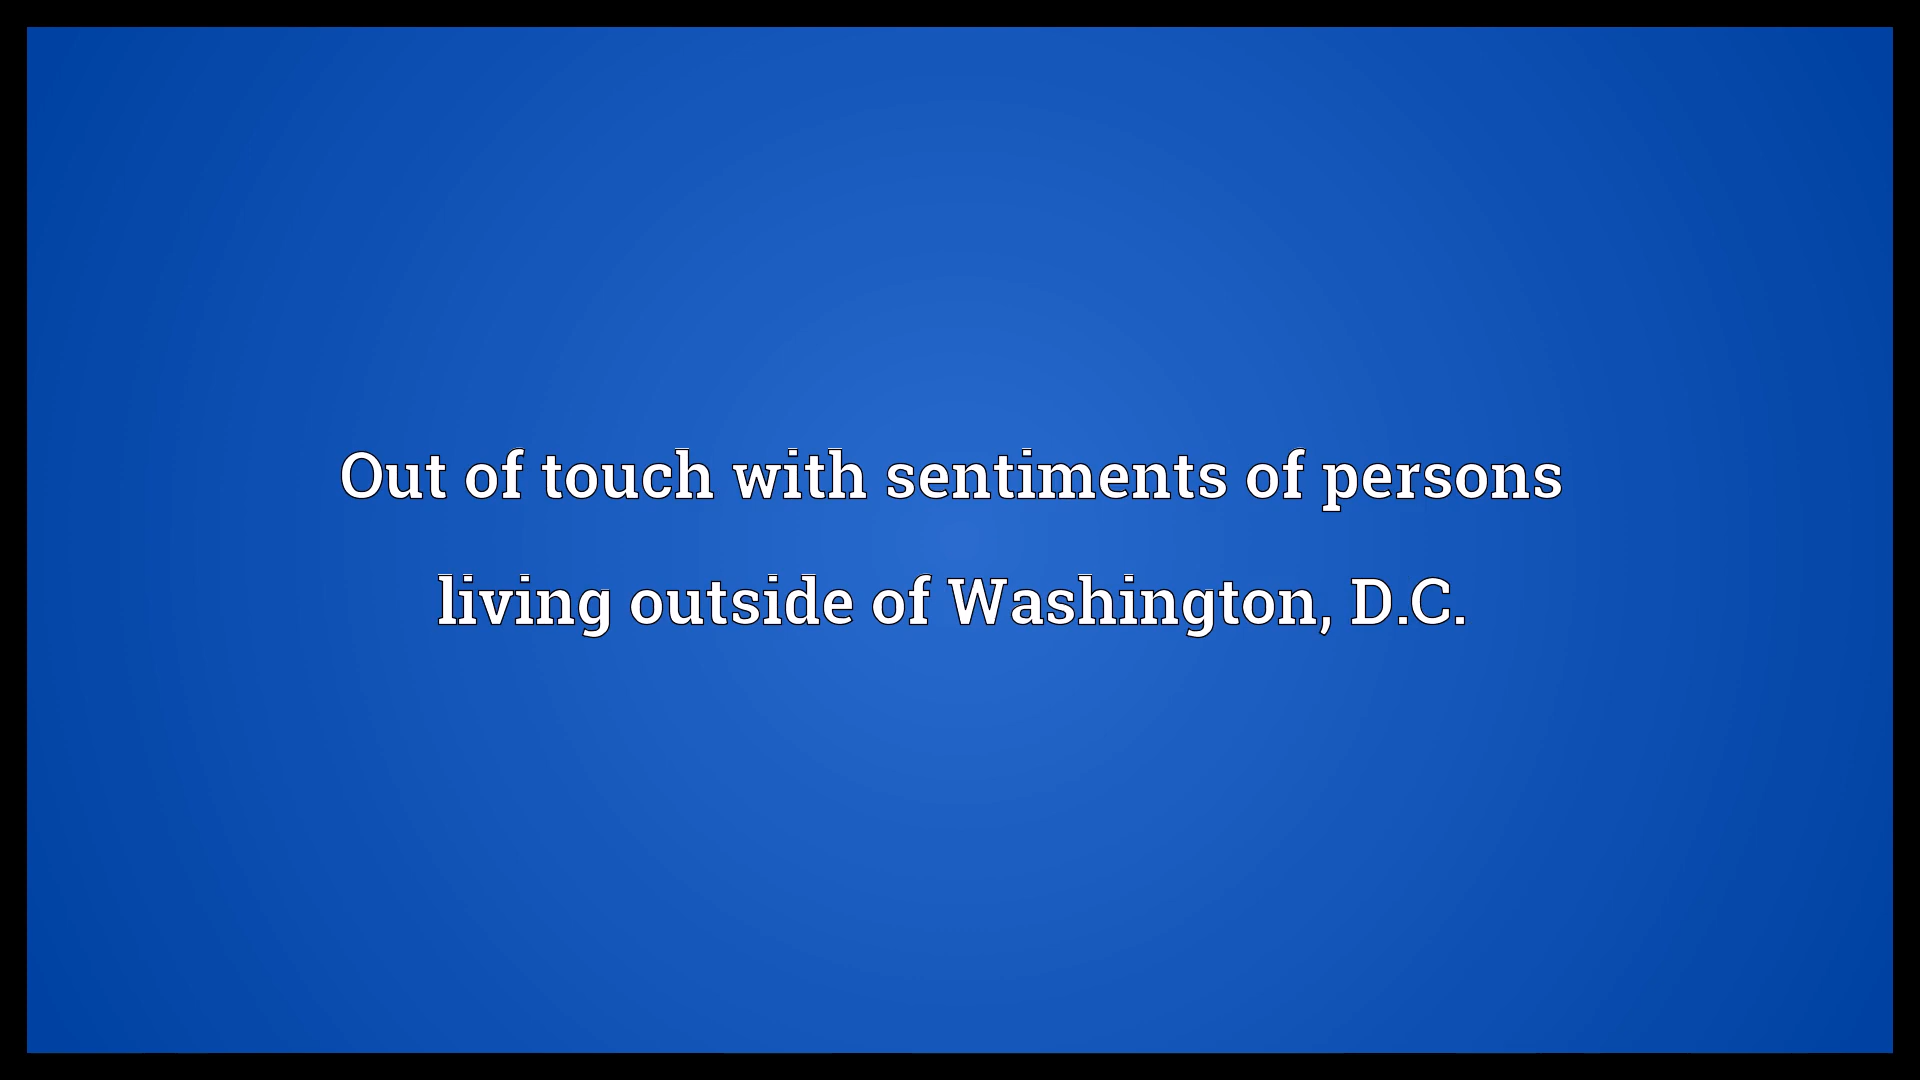 Out of touch with sentiments of persons
living outside of Washington, D.C.